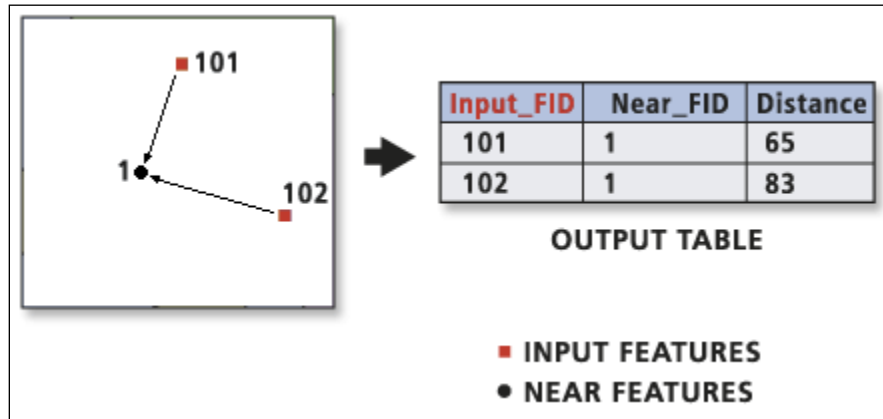 101
1
102
Input_FID Near_FID Distance
101 1 65
102 1 83
OUTPUT TABLE
INPUT FEATURES
NEAR FEATURES